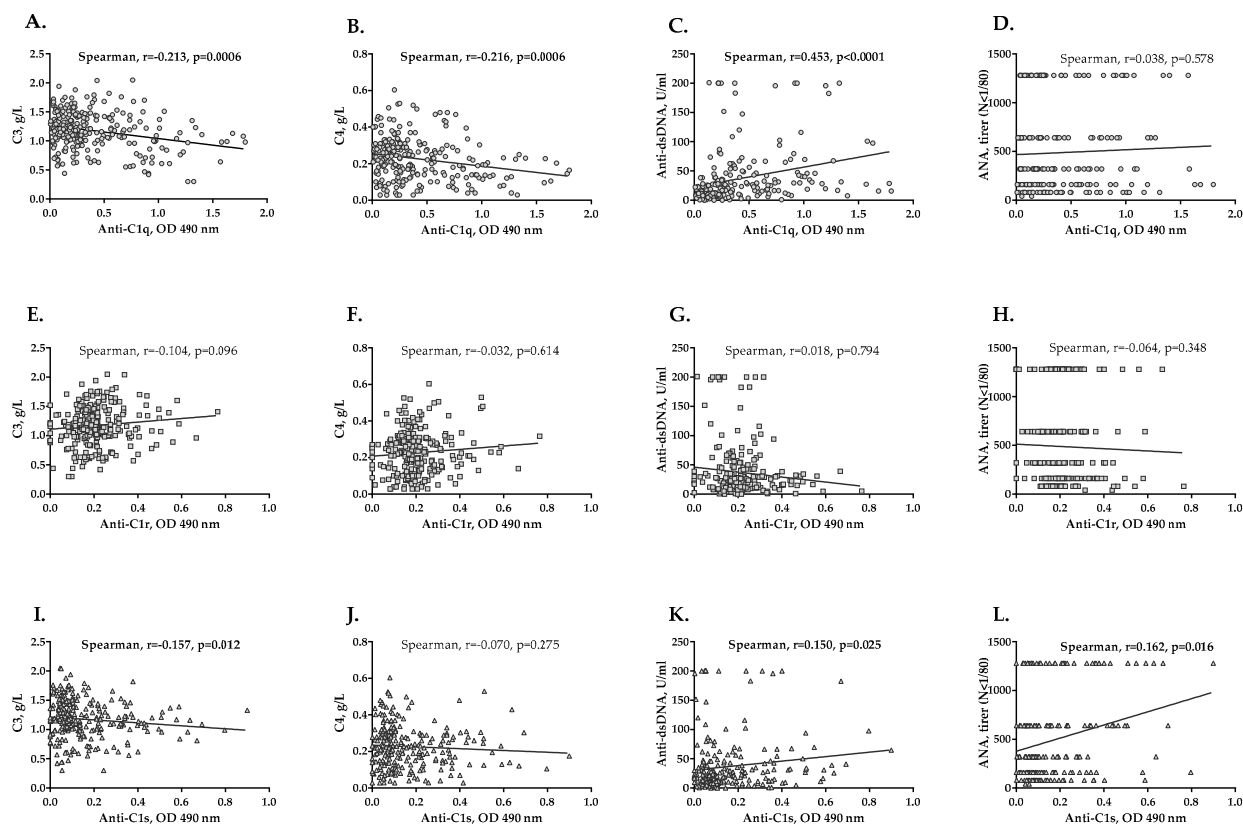 A.
Spearman, r=-0.213, p=0.0006
C3, g/L
2.5
2.0
1.5
1.0
0.5
0.0
0.0 0.5 1.0 1.5 2.0
Anti-C1q, OD 490 nm
B.
Spearman, r=-0.216, p=0.0006
C4, g/L
0.8
0.6
0.4
0.2
0.0
0.0 0.5 1.0 1.5 2.0
Anti-C1q, OD 490 nm
C.
Spearman, r=0.453, p<0.0001
Anti-dsDNA, U/ml
250
200
150
100
50
0
0.0 0.5 1.0 1.5 2.0
Anti-C1q, OD 490 nm
D.
Spearman, r=0.038, p=0.578
ANA, tirer (N<1/80)
1500
1000
500
0
0.0 0.5 1.0 1.5 2.0
Anti-C1q, OD 490 nm
E.
Spearman, r=-0.104, p=0.096
C3, g/L
2.5
2.0
1.5
1.0
0.5
0.0
0.0 0.2 0.4 0.6 0.8 1.0
Anti-C1r, OD 490 nm
F.
Spearman, r=-0.032, p=0.614
C4, g/L
0.8
0.6
0.4
0.2
0.0
0.0 0.2 0.4 0.6 0.8 1.0
Anti-C1r, OD 490 nm
G.
Spearman, r=0.018, p=0.794
Anti-dsDNA, U/ml
250
200
150
100
50
0
0.0 0.2 0.4 0.6 0.8 1.0
Anti-C1r, OD 490 nm
H.
Spearman, r=-0.064, p=0.348
ANA, tirer (N<1/80)
1500
1000
500
0
0.0 0.2 0.4 0.6 0.8 1.0
Anti-C1r, OD 490 nm
I.
Spearman, r=-0.157, p=0.012
C3, g/L
2.5
2.0
1.5
1.0
0.5
0.0
0.0 0.2 0.4 0.6 0.8 1.0
Anti-C1s, OD 490 nm
J.
Spearman, r=-0.070, p=0.275
C4, g/L
0.8
0.6
0.4
0.2
0.0
0.0 0.2 0.4 0.6 0.8 1.0
Anti-C1s, OD 490 nm
K.
Spearman, r=0.150, p=0.025
Anti-dsDNA, U/ml
250
200
150
100
50
0
0.0 0.2 0.4 0.6 0.8 1.0
Anti-C1s, OD 490 nm
L.
Spearman, r=0.162, p=0.016
ANA, tirer (N<1/80)
1500
1000
500
0
0.0 0.2 0.4 0.6 0.8 1.0
Anti-C1s, OD 490 nm